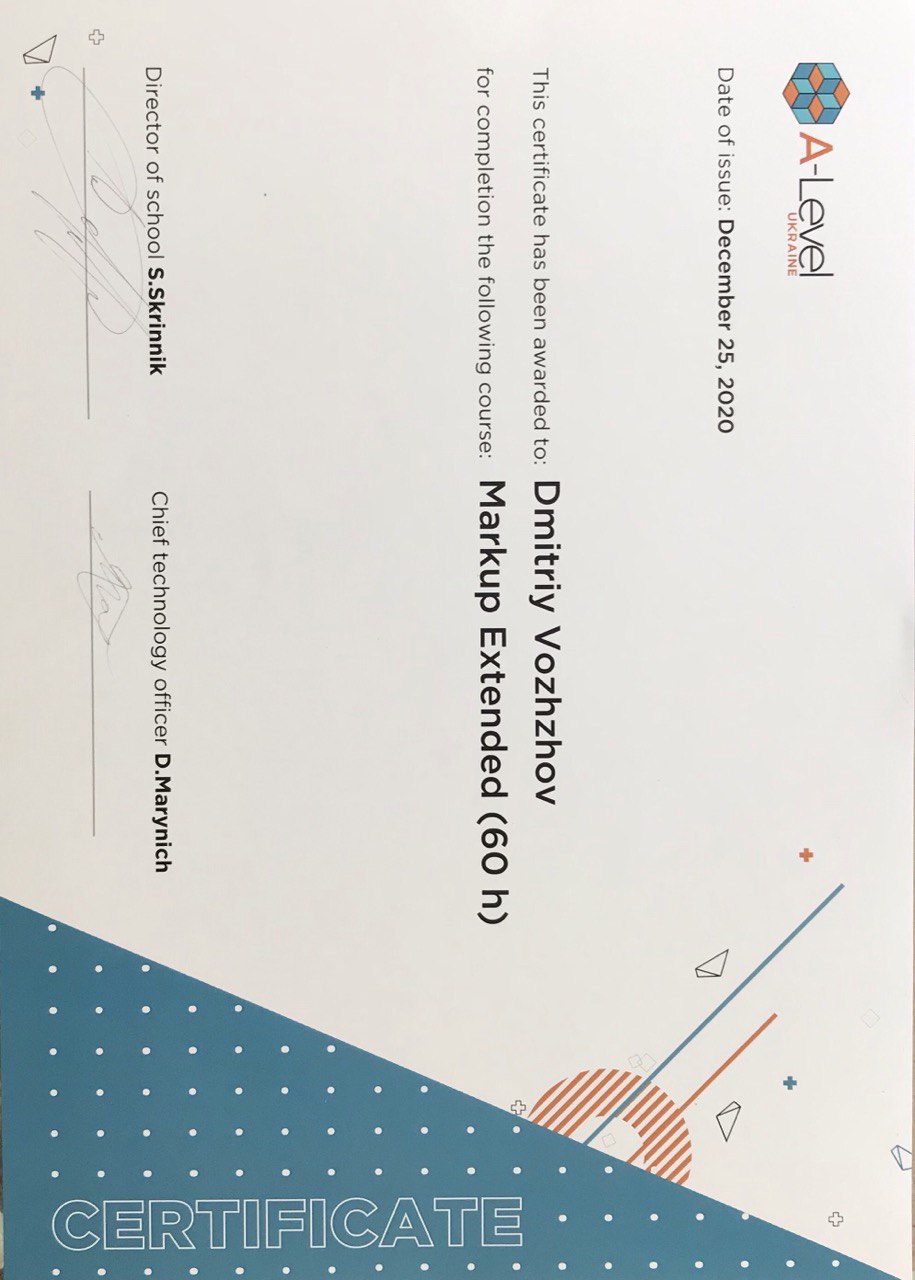 A-Level
UKRAINE
Date of issue: December 25, 2020
This certificate has been awarded to: Dmitriy Vozhzhov
for completion the following course: Markup Extended (60 h)
Director of school S.Skrinnik
Chief technology officer D.Marynich
CERTIFICATE